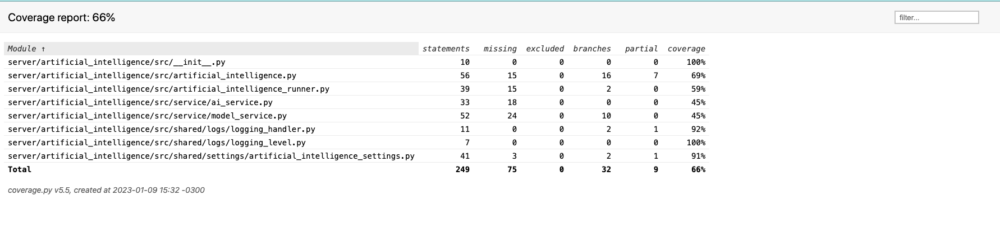 Coverage report: 66%
filter...
Module ↑ statements missing excluded branches partial coverage
server/artificial_intelligence/src/__init__.py 10 0 0 0 0 100%
server/artificial_intelligence/src/artificial_intelligence.py 56 15 0 16 7 69%
server/artificial_intelligence/src/artificial_intelligence_runner.py 39 15 0 2 0 59%
server/artificial_intelligence/src/service/ai_service.py 33 18 0 0 0 45%
server/artificial_intelligence/src/service/model_service.py 52 24 0 10 0 45%
server/artificial_intelligence/src/shared/logs/logging_handler.py 11 0 0 2 1 92%
server/artificial_intelligence/src/shared/logs/logging_level.py 7 0 0 0 0 100%
server/artificial_intelligence/src/shared/settings/artificial_intelligence_settings.py 41 3 0 2 1 91%
Total 249 75 0 32 9 66%
coverage.py v5.5, created at 2023-01-09 15:32 -0300